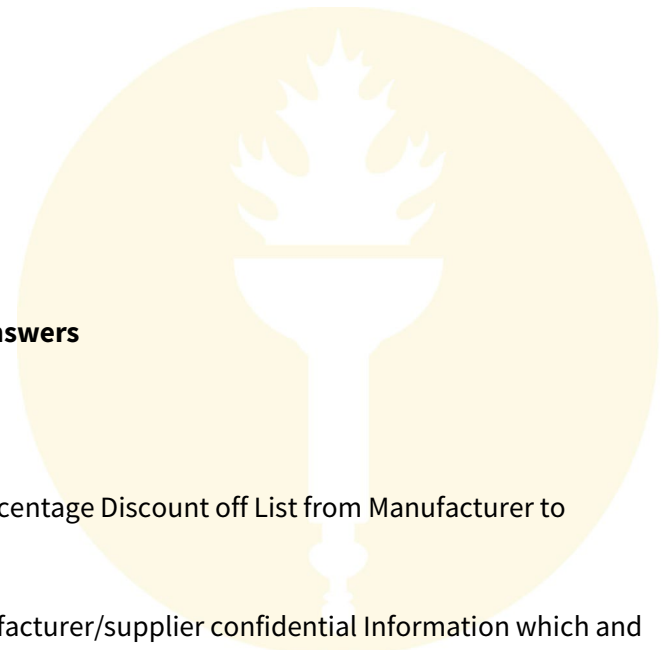 nswers
centage Discount off List from Manufacturer to
facturer/supplier confidential Information which and